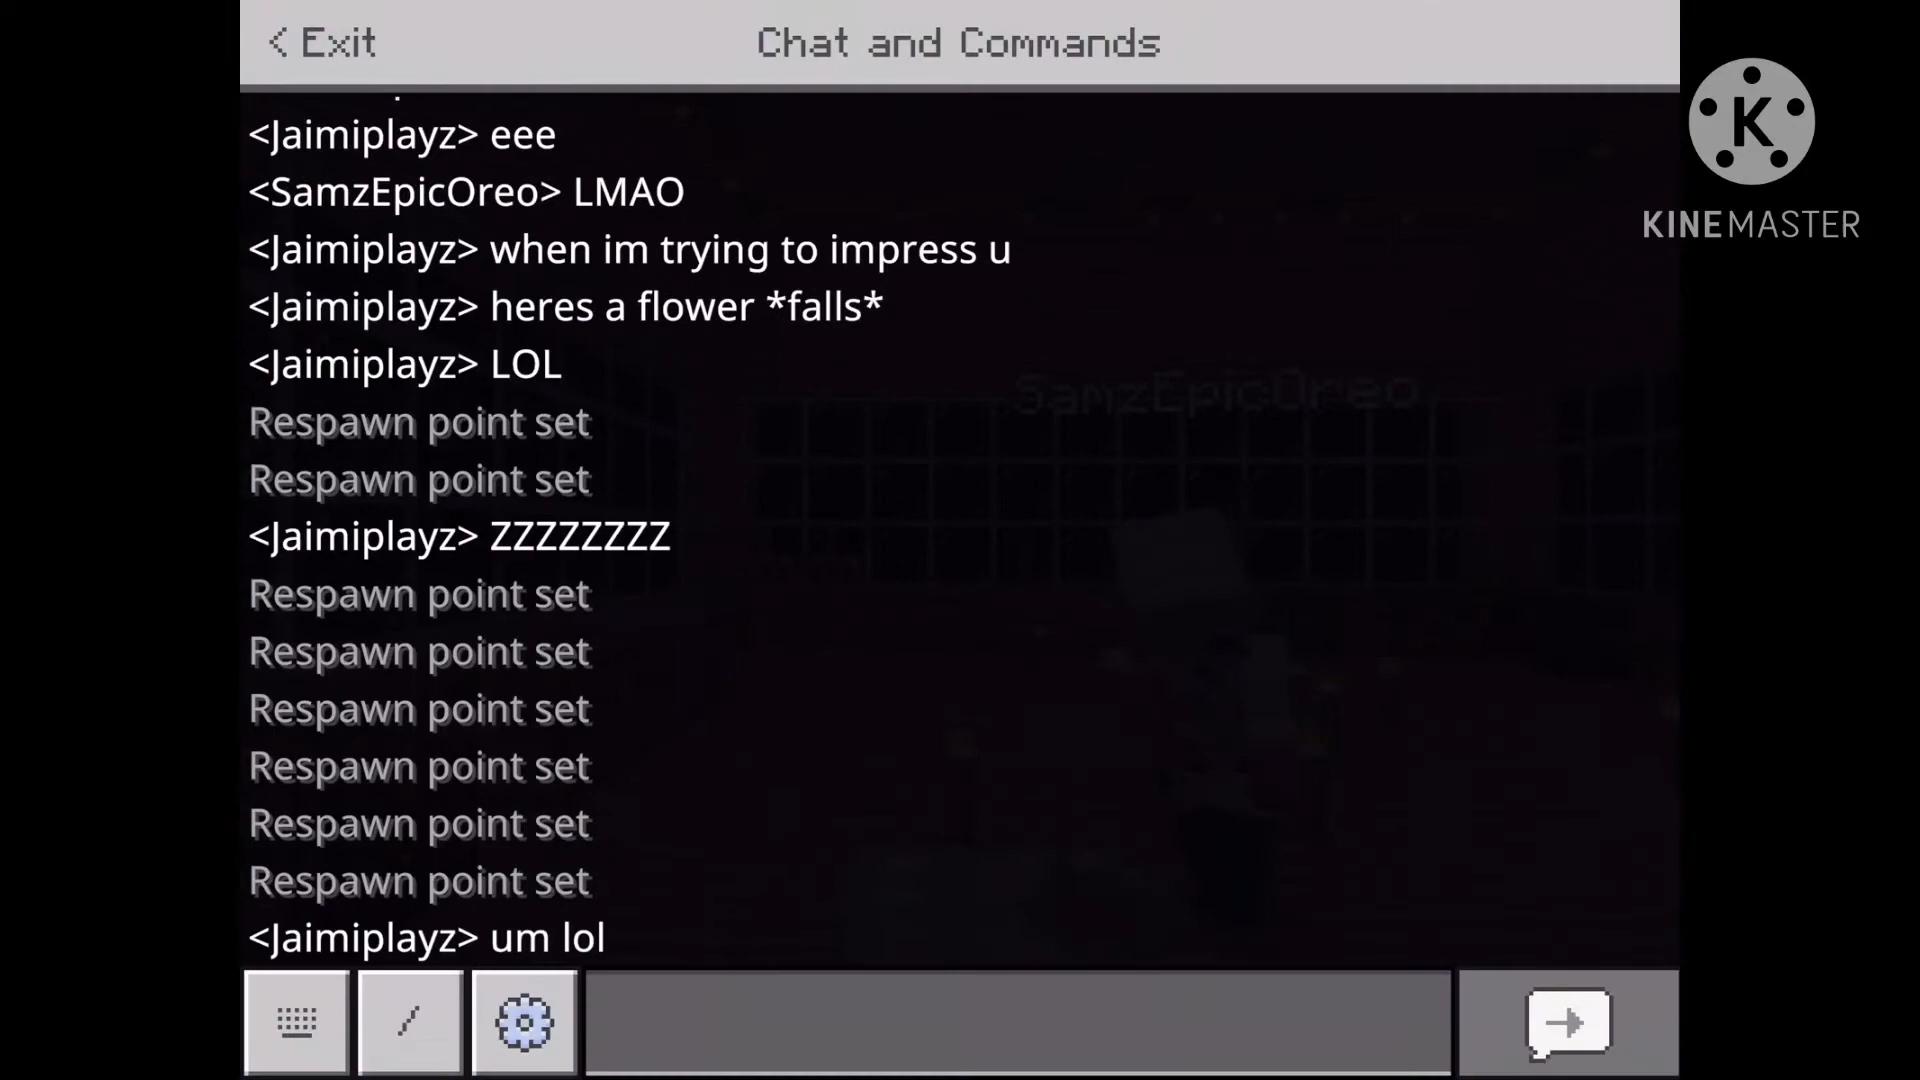 < Exit
Chat and Commands
<Jaimiplayz> eee
<SamzEpicOreo> LMAO
<Jaimiplayz> when im trying to impress u
<Jaimiplayz> heres a flower *falls*
<Jaimiplayz> LOL
Respawn point set
Respawn point set
<Jaimiplayz> ZZZZZZZZ
Respawn point set
Respawn point set
Respawn point set
Respawn point set
Respawn point set
Respawn point set
<Jaimiplayz> um lol
/
SamzEpicOreo
K
KINEMASTER